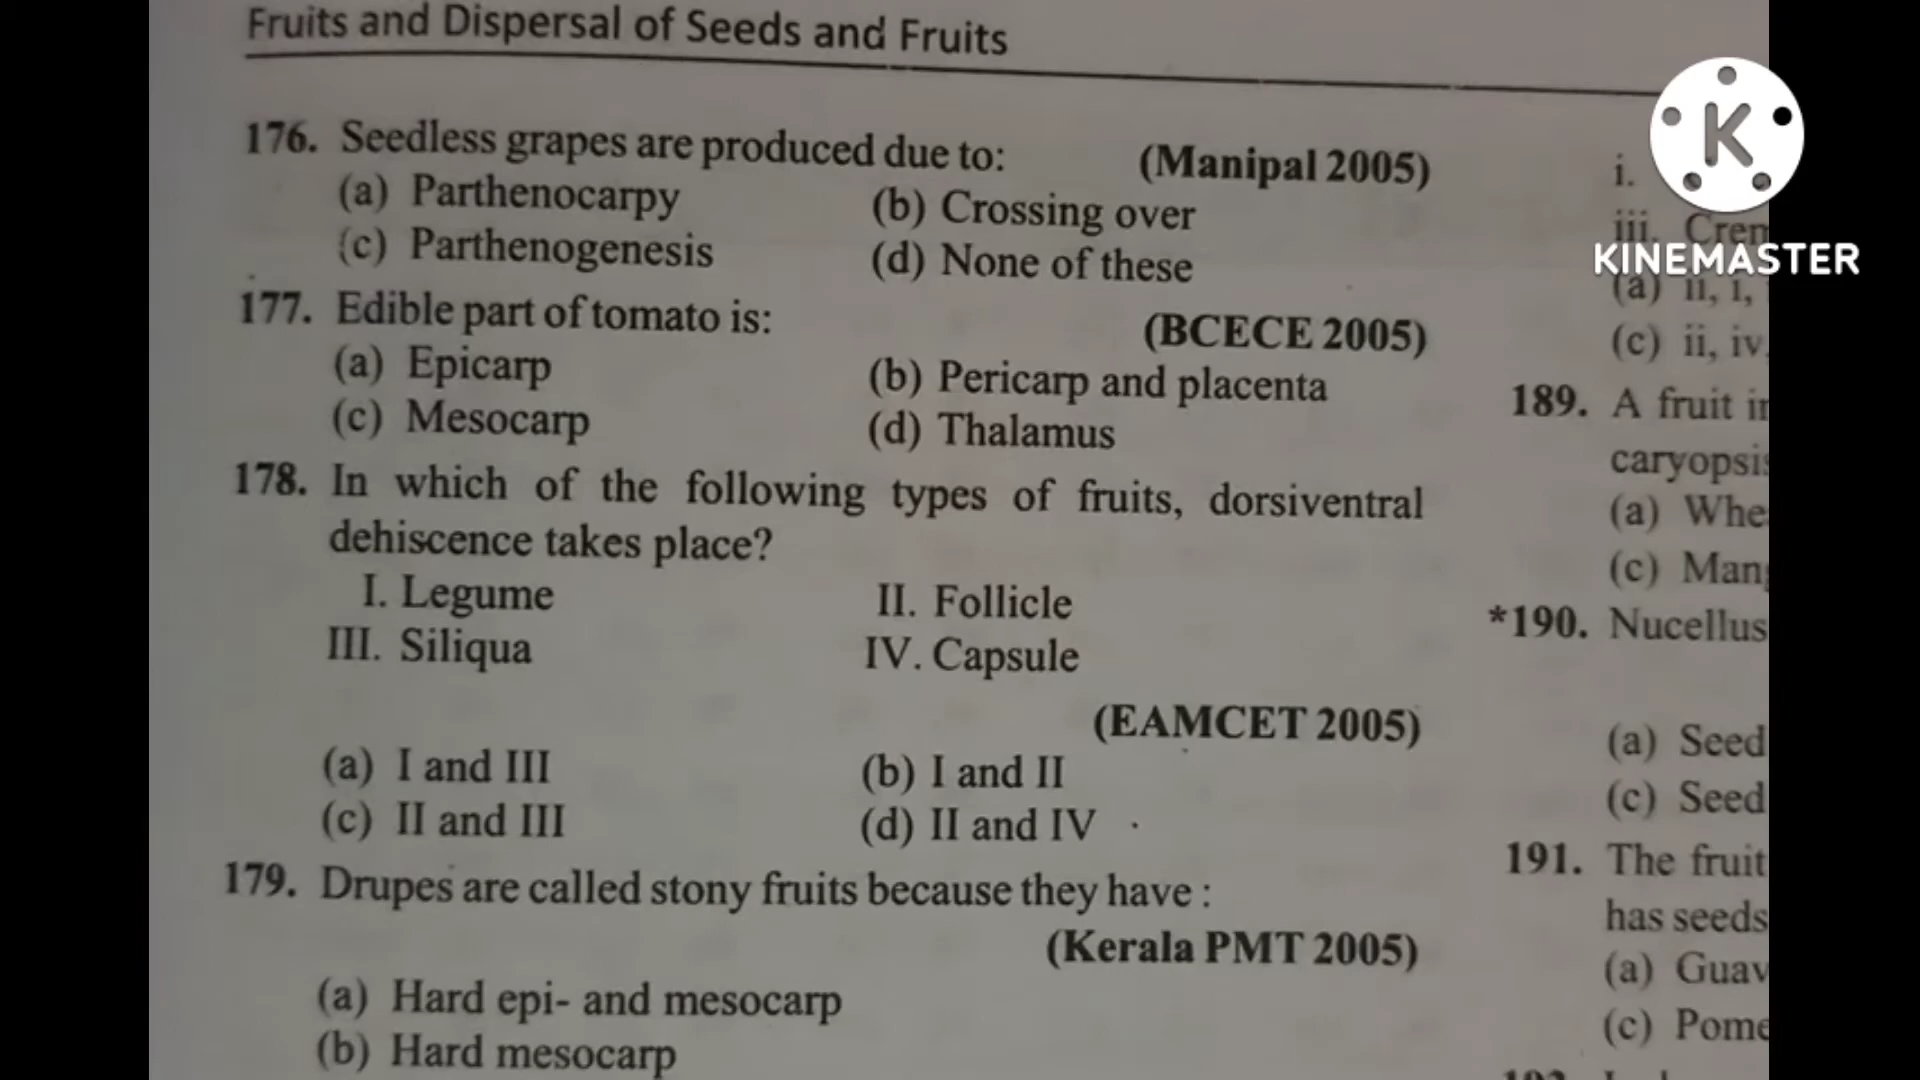 Fruits and Dispersal of Seeds and Fruits
176. Seedless grapes are produced due to: (Manipal 2005)
(a) Parthenocarpy (b) Crossing over
(c) Parthenogenesis (d) None of these
177. Edible part of tomato is: (BCECE 2005)
(a) Epicarp (b) Pericarp and placenta
(c) Mesocarp (d) Thalamus
178. In which of the following types of fruits, dorsiventral
dehiscence takes place?
I. Legume II. Follicle
III. Siliqua IV. Capsule
(EAMCET 2005)
(a) I and III (b) I and II
(c) II and III (d) II and IV
179. Drupes are called stony fruits because they have :
(Kerala PMT 2005)
(a) Hard epi- and mesocarp
(b) Hard mesocarp
i.
iii. Crem
(a) ii, i,
(c) ii, iv
189. A fruit
caryopsis
(a) Whe
(c) Man
*190. Nucellus
(a) Seed
(c) Seed
191. The fruit
has seeds
(a) Guav
(c) Pome
K
KINEMASTER